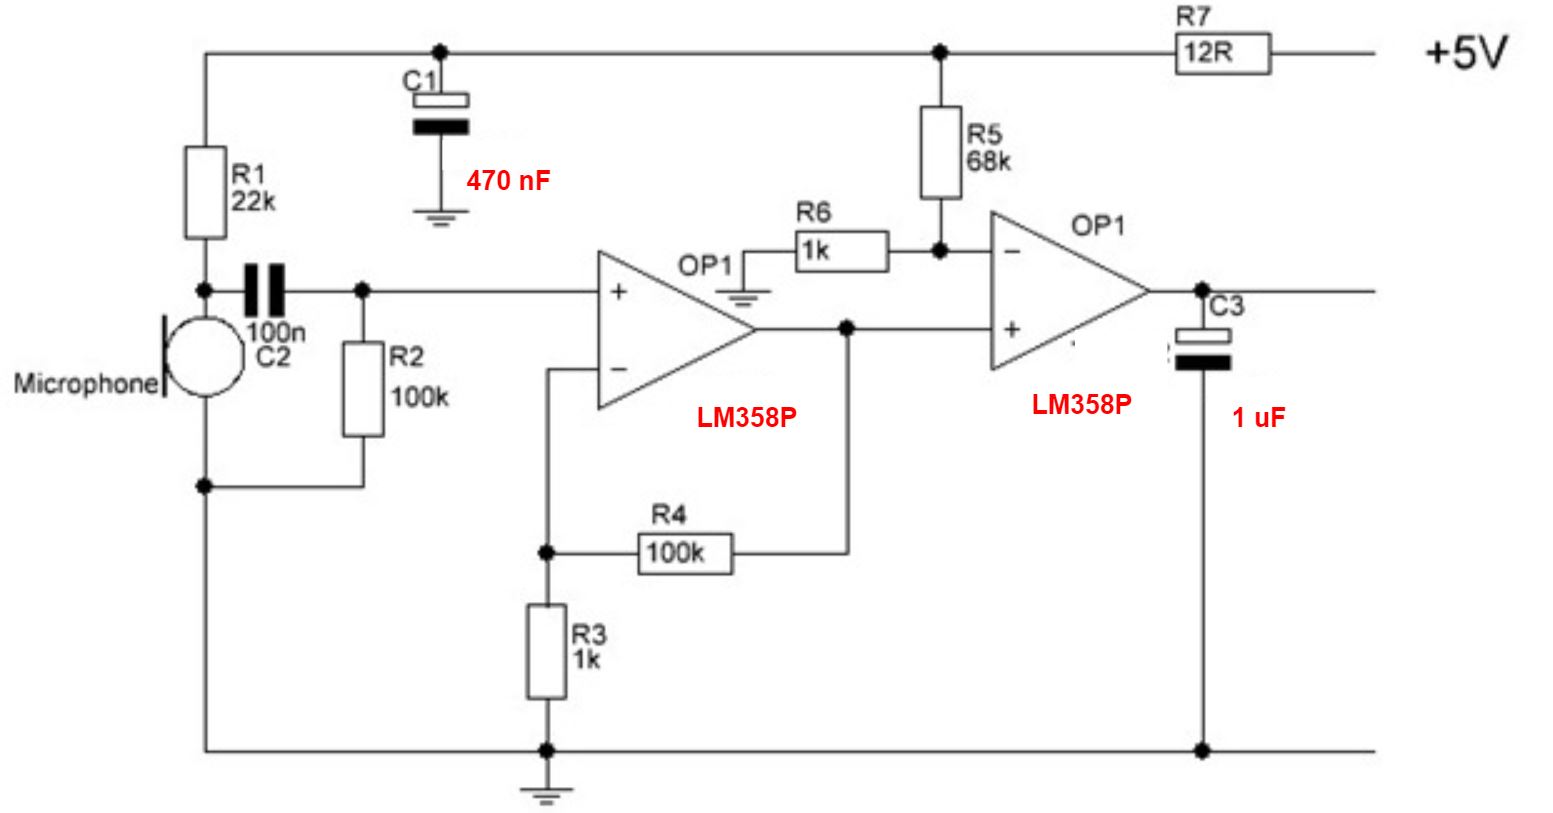 R7
12R
+5V
C1
470 nF
R1
22k
R5
68k
R6
1k
OP1
OP1
−
+
+
−
100n
C2
R2
100k
Microphone
LM358P
LM358P
C3
1 uF
R4
100k
R3
1k